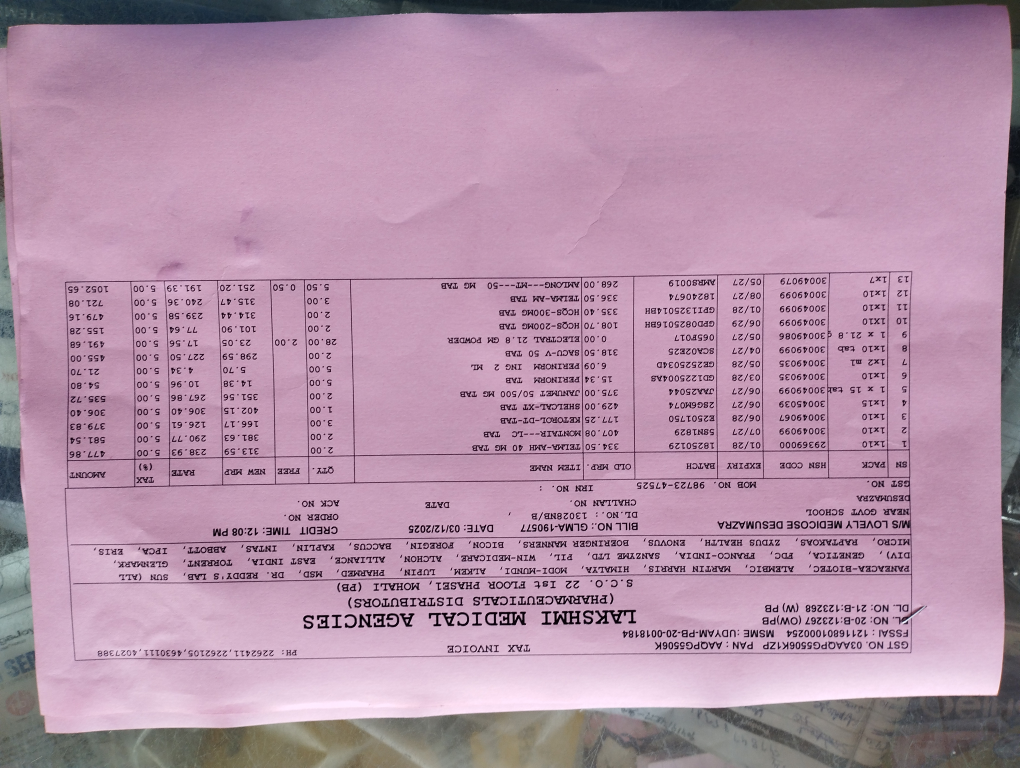 TAX INVOICE
PH: 2262411,2262105,4630111,4027388
GST NO. 03AAQPG5506K1ZP PAN : AAQPG5506K
FSSAI : 12116801000254 MSME : UDYAM-PB-20-0018184
DL. NO: 20-B:123267 (OW)PB
DL. NO: 21-B:123268 (W) PB
LAKSHMI MEDICAL AGENCIES
(PHARMACEUTICALS DISTRIBUTORS)
S.C.O. 22 1st FLOOR PHASE1, MOHALI (PB)
PANACEA-BIOTEC, ALEMBIC, MARTIN HARRIS, HIMALYA, MODI-MUNDI, ALKEM, LUPIN, PHARMED, MSD, DR. REDDY'S LAB, SUN (ALL
DIV), GENETICA, FDC, FRANCO-INDIA, SANZYME LTD, PIL, WIN-MEDICARE, ALCHRON, ALLIANCE, EAST INDIA, TORRENT, GLENMARK,
MICRO, RAPTAKOAS, ZYDUS HEALTH, ENOVUS, BOERINGER MANNERS, BICON, FOREGIN, BACCUS, KAPLIN, INTAS, ABBOTT, IPCA, ERIS,
M/S LOVELY MEDICOSE DESUMAZRA BILL NO: GLMA-190577 DATE: 03/12/2025 CREDIT TIME: 12:08 PM
NEAR GOVT SCHOOL DL.NO.: 13028NB/B , ORDER NO.
DESUMAZRA CHALLAN NO. DATE ACK NO.
GST NO. MOB NO. 98723-47525 IRN NO. :
SN PACK HSN CODE EXPIRY BATCH OLD MRP. ITEM NAME QTY. FREE NEW MRP RATE TAX (%) AMOUNT
1 1x10 29369000 01/28 18250129 334.50 TELMA-AMH 40 MG TAB 2.00 313.59 238.93 5.00 477.86
2 1x10 30049099 07/27 SN81829 407.08 MONTAIR---LC TAB 2.00 381.63 290.77 5.00 581.54
3 1x10 30049067 06/28 E2501750 177.25 KETOROL-DT-TAB 3.00 166.17 126.61 5.00 379.83
4 1x15 30045039 06/27 2SG6M074 429.00 SHELCAL-XT TAB 1.00 402.15 306.40 5.00 306.40
5 1 x 15 tab 30049099 06/27 JAA25044 375.00 JANUMET 50/500 MG TAB 2.00 351.56 267.86 5.00 535.72
6 1x10 30049035 03/28 GD122500AS 15.34 PERINORM TAB 5.00 14.38 10.96 5.00 54.80
7 1x2 ml 30049035 05/28 GE252534D 6.09 PERINORM ING 2 ML 5.00 5.70 4.34 5.00 21.70
8 1x10 tab 30049099 04/27 SCAO2E25 318.50 SACU-V 50 TAB 2.00 298.59 227.50 5.00 455.00
9 1 x 21.8 g 30049086 05/27 065P017 0.00 ELECTRAL 21.8 GM POWDER 28.00 2.00 23.05 17.56 5.00 491.68
10 1X10 30049099 06/29 GPD082501 6BH 108.70 HCQS-200MG TAB 2.00 101.90 77.64 5.00 155.28
11 1x10 30049099 01/28 GPI1325114BH 335.40 HCQS-300MG TAB 2.00 314.44 239.58 5.00 479.16
12 1x10 30049099 06/28 18240674 336.50 TELMA-AM TAB 3.00 315.47 240.36 5.00 721.08
13 1x7 30049079 05/27 AMRS0019 268.00 AMLONG---MT---50 MG TAB 5.50 0.50 251.20 191.39 5.00 1052.65